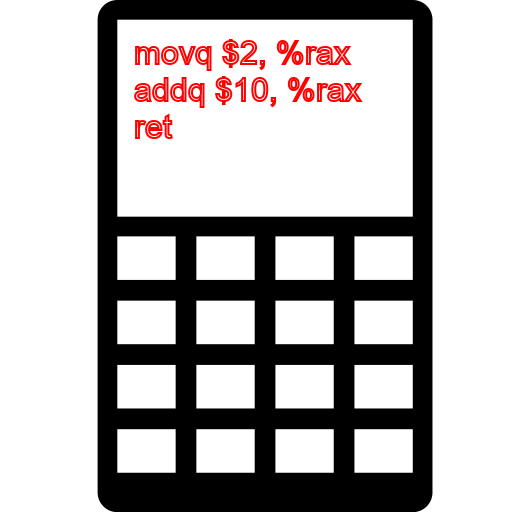 movq $2, %rax
addq $10, %rax
ret